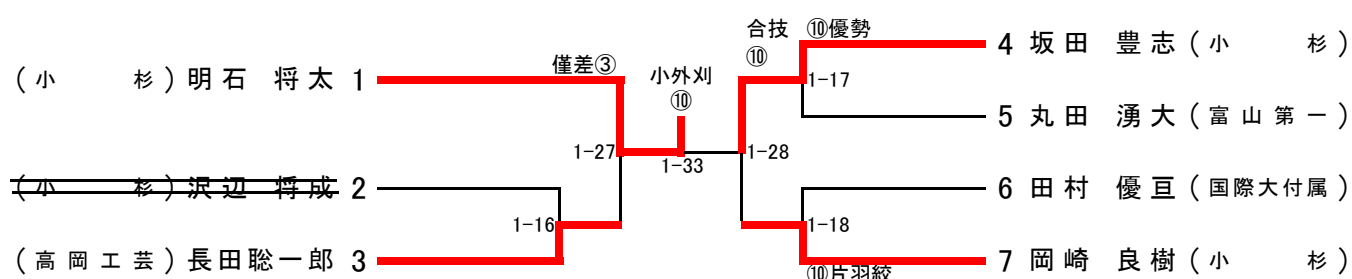 (小 杉)明石 将太 1
(小 杉)沢辺 将成 2
(高岡工芸)長田聡一郎 3
僅差③
小外刈
⑩
1-27
1-16
1-33
合技
⑩
⑩優勢
1-17
1-28
1-18
⑩片羽絞
4 坂田 豊志(小 杉)
5 丸田 湧大(富山第一)
6 田村 優亘(国際大付属)
7 岡崎 良樹(小 杉)